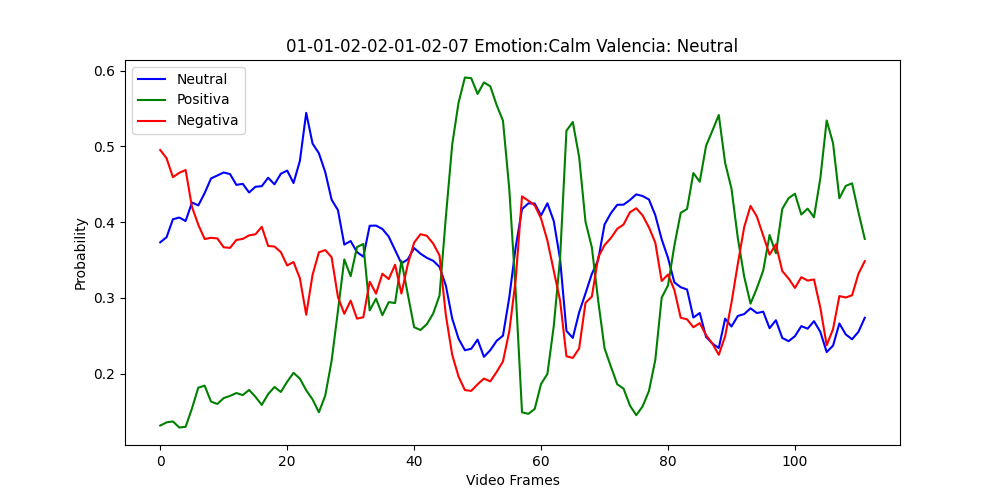 01-01-02-02-01-02-07 Emotion:Calm Valencia: Neutral
Neutral
Positiva
Negativa
0.6
0.5
0.4
0.3
0.2
Probability
0 20 40 60 80 100
Video Frames